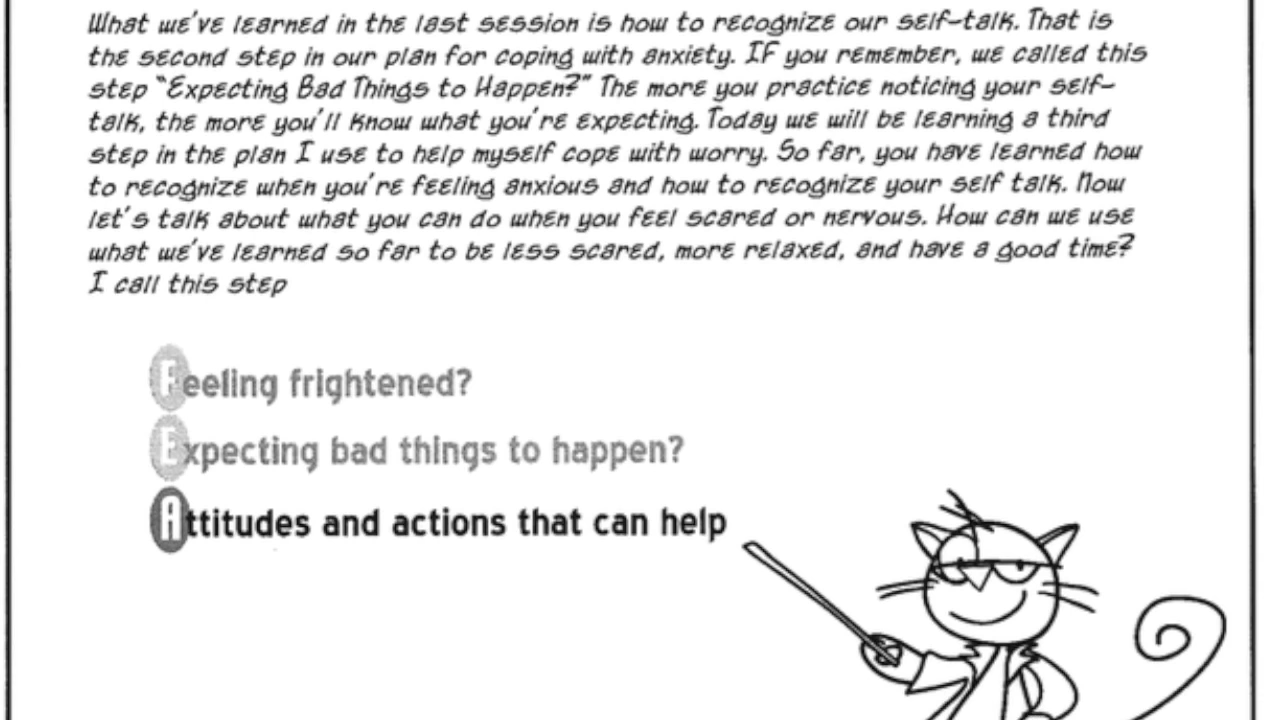 What we've learned in the last session is how to recognize our self-talk. That is
the second step in our plan for coping with anxiety. IF you remember, we called this
step "Expecting Bad Things to Happen?" The more you practice noticing your self-
talk, the more you'll know what you're expecting. Today we will be learning a third
step in the plan I use to help myself cope with worry. So far, you have learned how
to recognize when you're feeling anxious and how to recognize your self talk. Now
let's talk about what you can do when you feel scared or nervous. How can we use
what we've learned so far to be less scared, more relaxed, and have a good time?
I call this step
Feeling frightened?
Expecting bad things to happen?
Attitudes and actions that can help